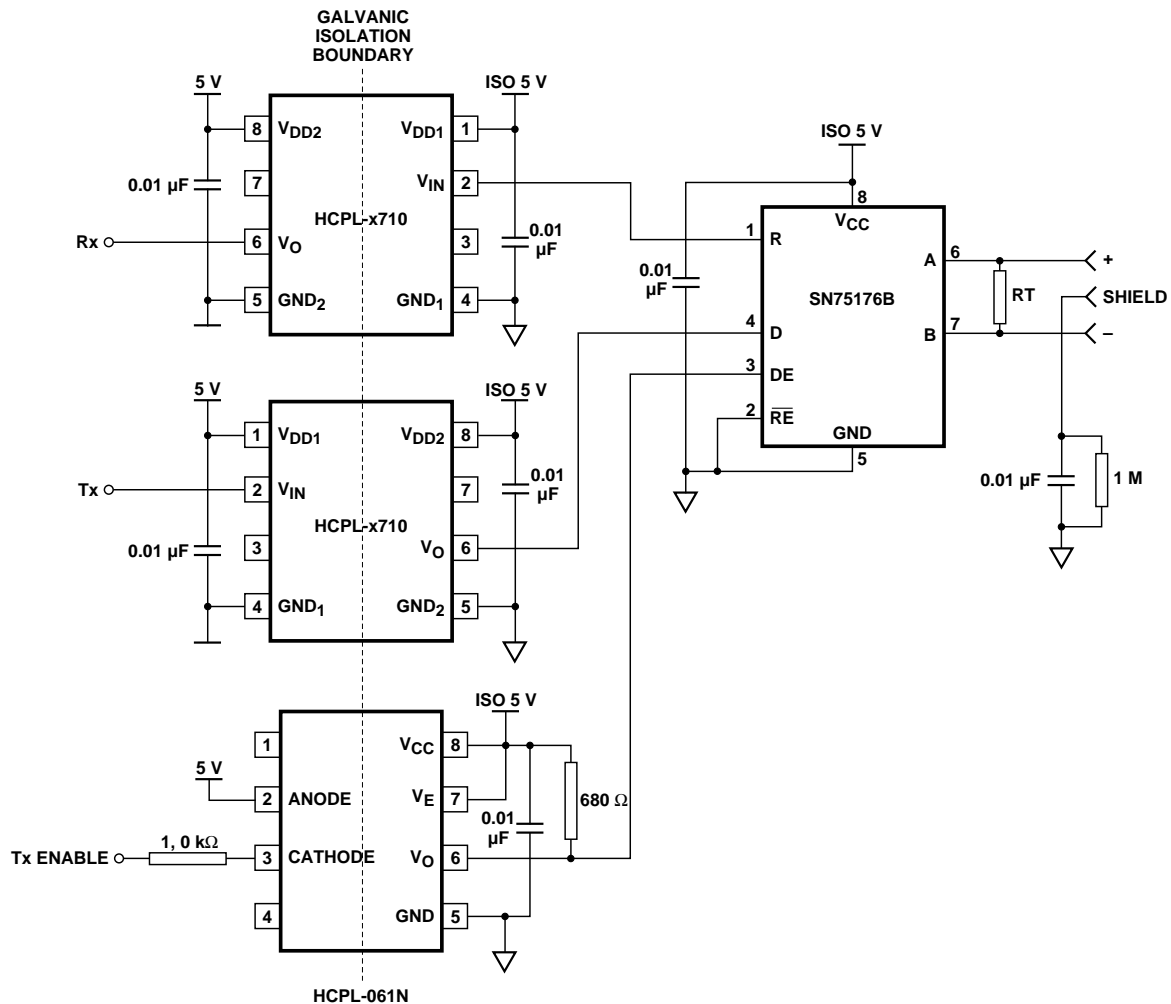 GALVANIC
ISOLATION
BOUNDARY
5 V
ISO 5 V
8
VDD2
VDD1
1
0.01 µF
7
VIN
2
HCPL-x710
Rx
6
VO
3
0.01
µF
5
GND2
GND1
4
5 V
ISO 5 V
1
VDD1
VDD2
8
0.01
µF
Tx
2
VIN
7
HCPL-x710
0.01 µF
3
VO
6
4
GND1
GND2
5
ISO 5 V
1
VCC
8
5 V
2
ANODE
VE
7
680 Ω
0.01
µF
1, 0 kΩ
Tx ENABLE
3
CATHODE
VO
6
4
GND
5
HCPL-061N
ISO 5 V
8
VCC
1
R
A
6
+
0.01
µF
SN75176B
RT
SHIELD
4
D
B
7
–
3
DE
2
RE
GND
5
0.01 µF
1 M